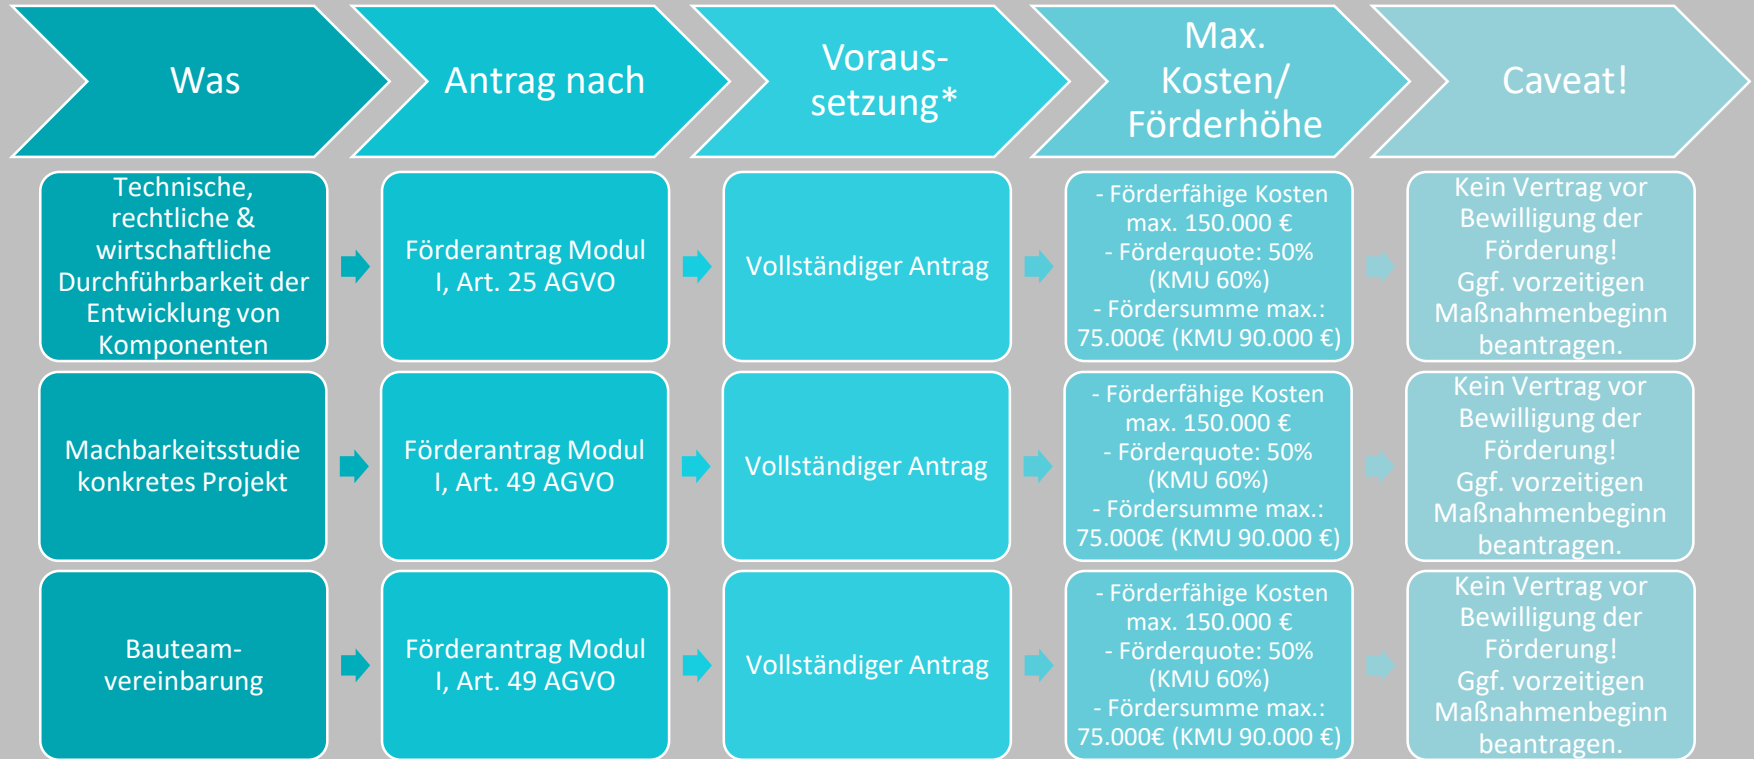 Was
Antrag nach
Voraus-
setzung*
Max.
Kosten/
Förderhöhe
Caveat!
Technische,
rechtliche &
wirtschaftliche
Durchführbarkeit der
Entwicklung von
Komponenten
Förderantrag Modul
I, Art. 25 AGVO
Vollständiger Antrag
- Förderfähige Kosten
max. 150.000 €
- Förderquote: 50%
(KMU 60%)
- Fördersumme max.:
75.000€ (KMU 90.000 €)
Kein Vertrag vor
Bewilligung der
Förderung!
Ggf. vorzeitigen
Maßnahmenbeginn
beantragen.
Machbarkeitsstudie
konkretes Projekt
Förderantrag Modul
I, Art. 49 AGVO
Vollständiger Antrag
- Förderfähige Kosten
max. 150.000 €
- Förderquote: 50%
(KMU 60%)
- Fördersumme max.:
75.000€ (KMU 90.000 €)
Kein Vertrag vor
Bewilligung der
Förderung!
Ggf. vorzeitigen
Maßnahmenbeginn
beantragen.
Bauteam-
vereinbarung
Förderantrag Modul
I, Art. 49 AGVO
Vollständiger Antrag
- Förderfähige Kosten
max. 150.000 €
- Förderquote: 50%
(KMU 60%)
- Fördersumme max.:
75.000€ (KMU 90.000 €)
Kein Vertrag vor
Bewilligung der
Förderung!
Ggf. vorzeitigen
Maßnahmenbeginn
beantragen.